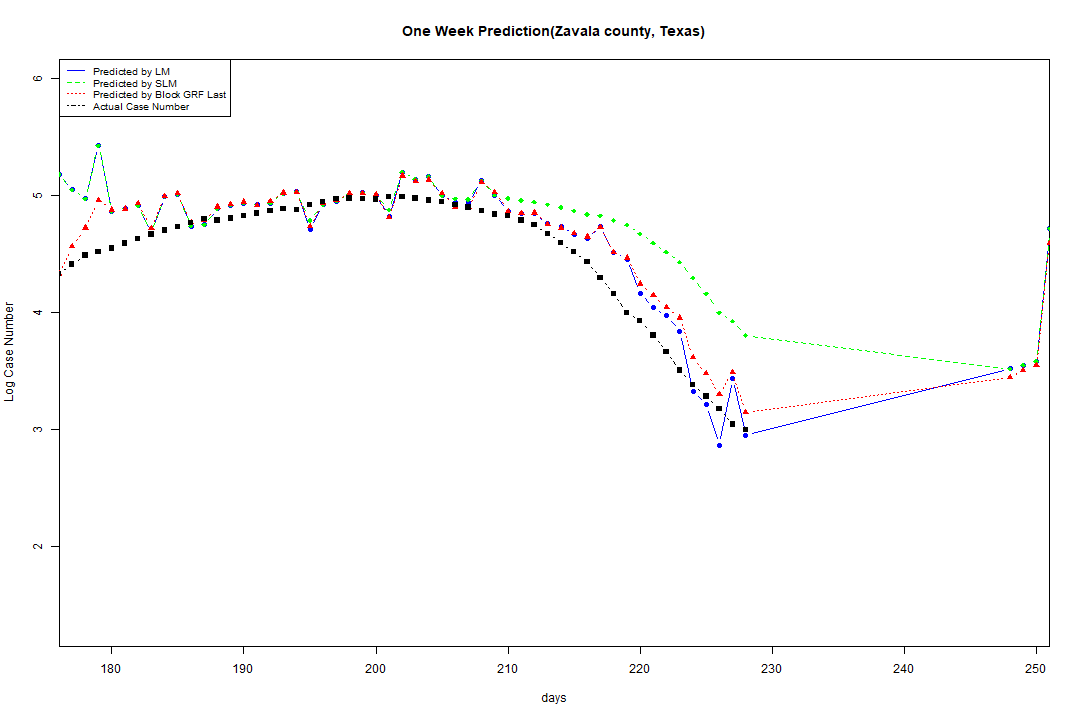 One Week Prediction(Zavala county, Texas)
Predicted by LM
Predicted by SLM
Predicted by Block GRF Last
Actual Case Number
6
5
4
3
2
Log Case Number
180 190 200 210 220 230 240 250
days